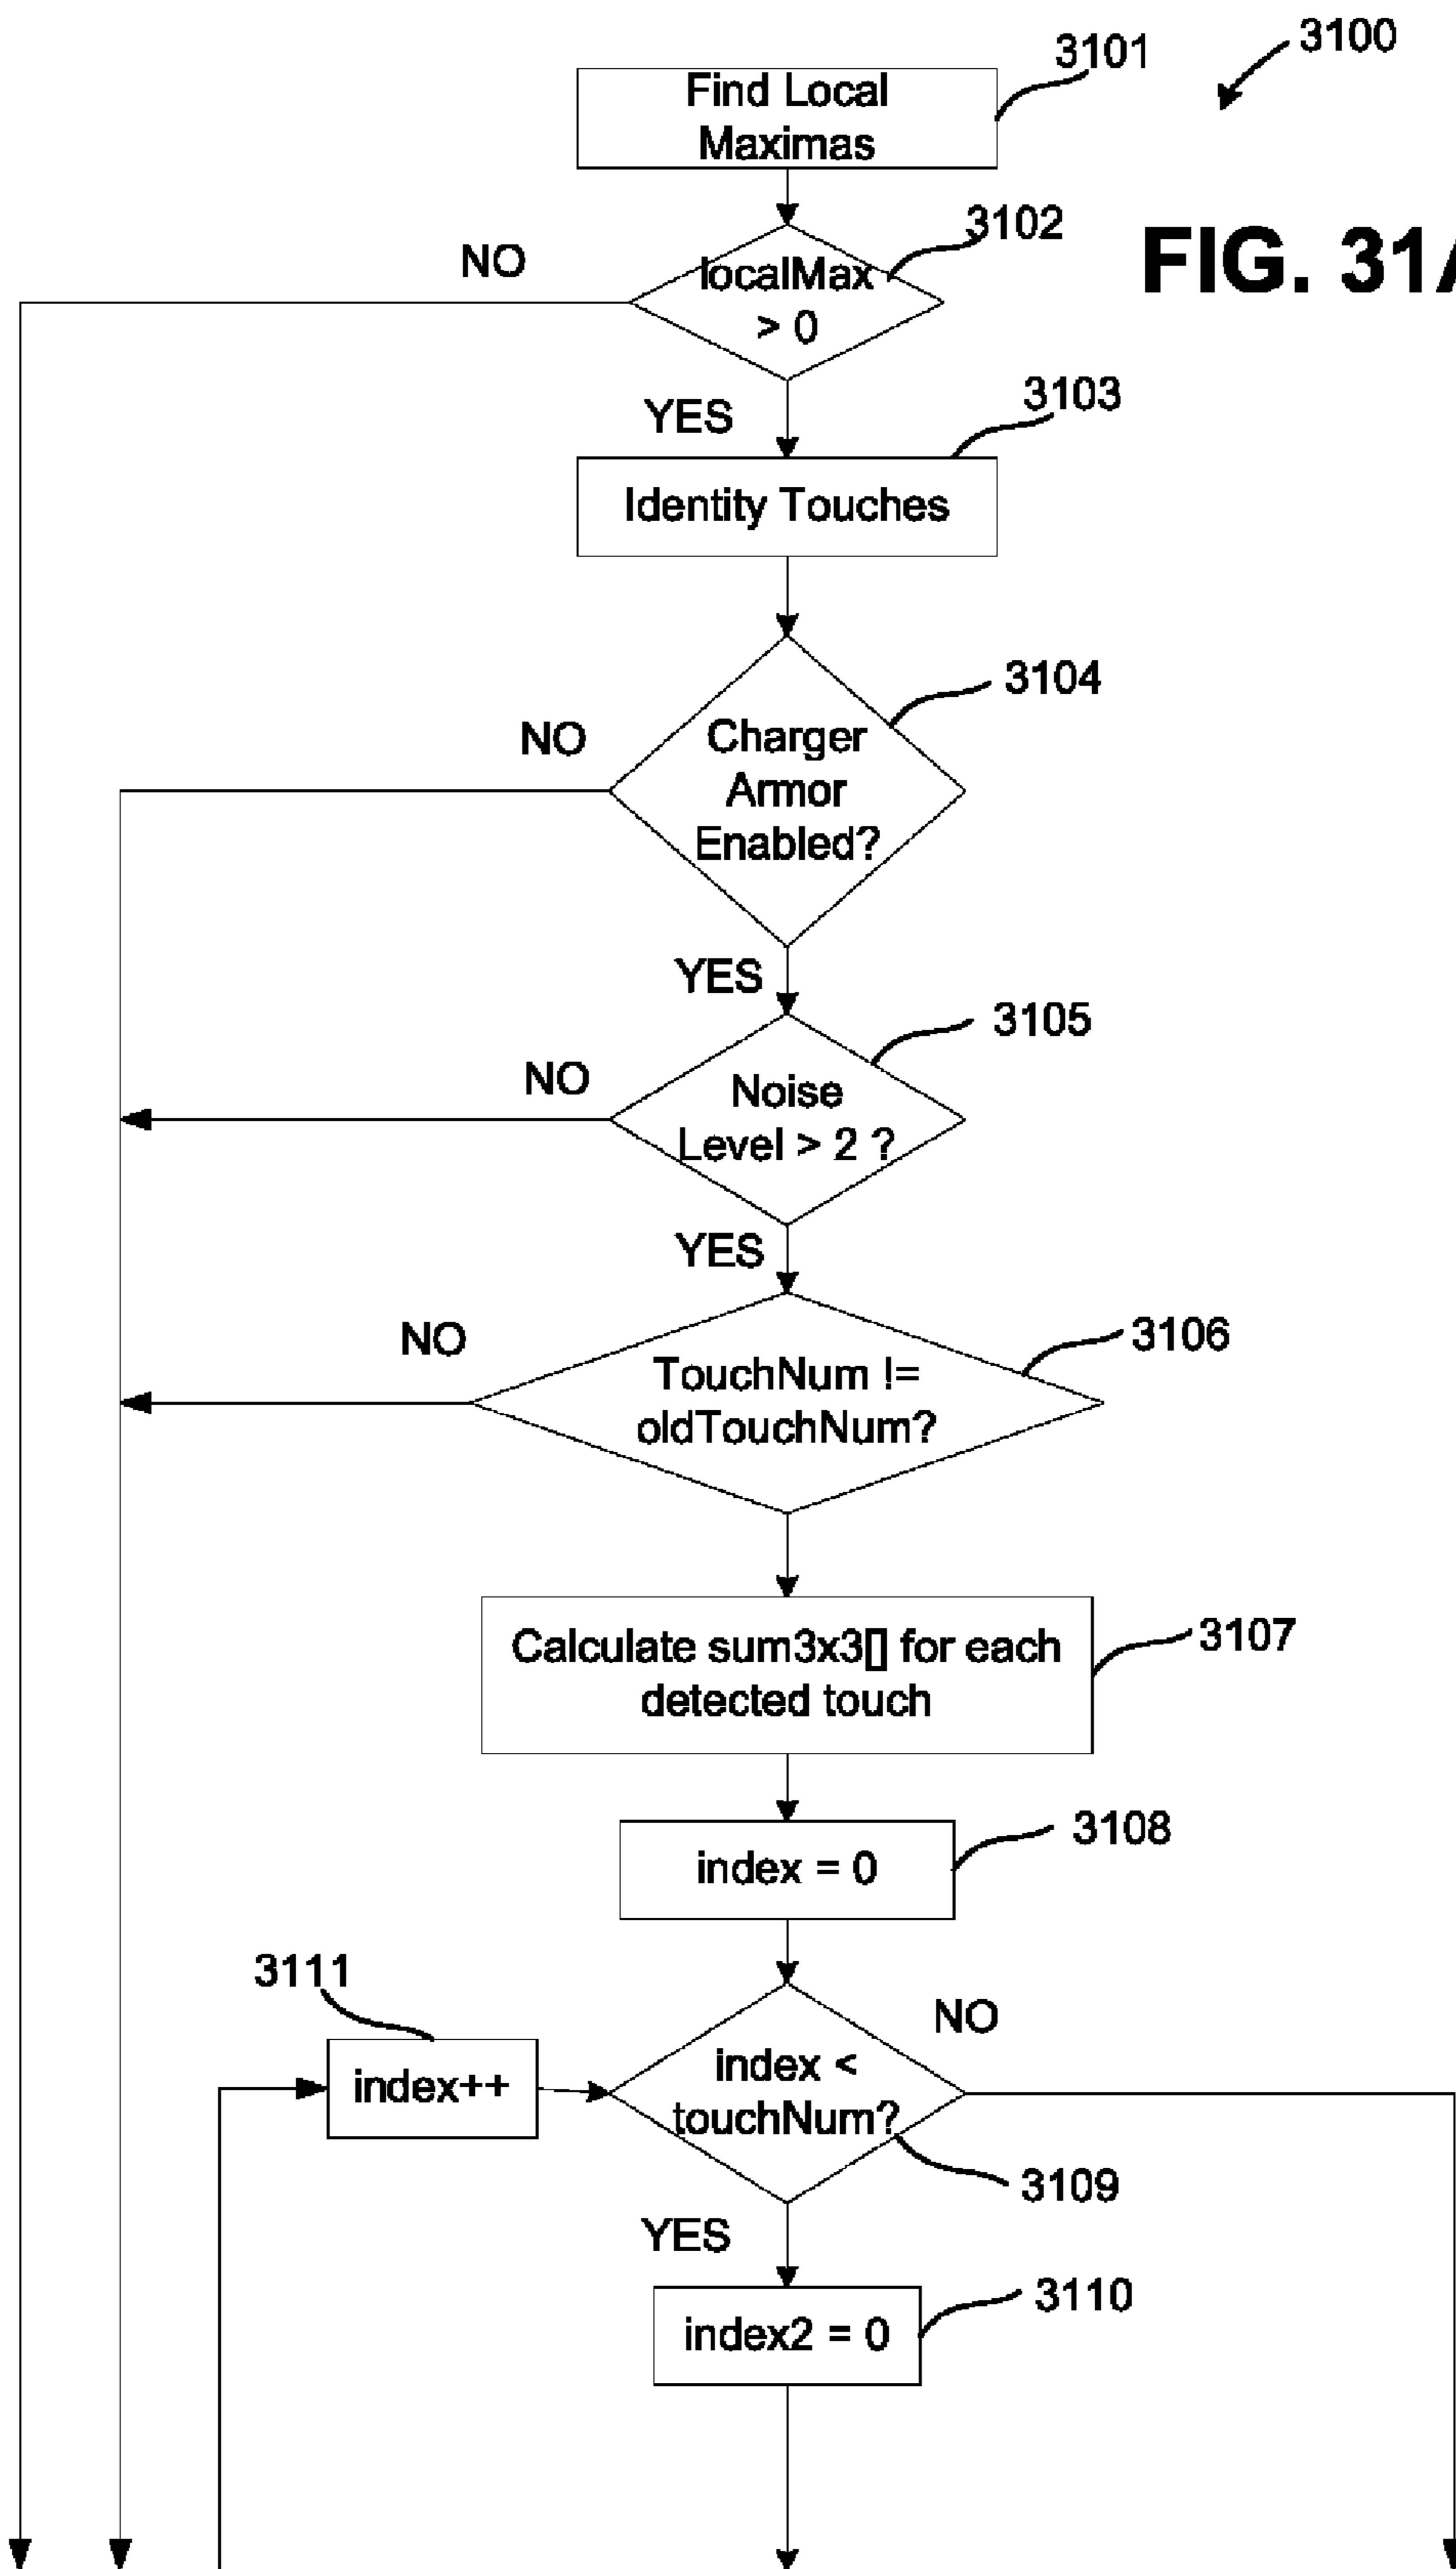 3100
3101
Find Local
Maximas
FIG. 31A
3102
NO
localMax
> 0
YES
3103
Identity Touches
3104
NO
Charger
Armor
Enabled?
YES
3105
NO
Noise
Level > 2 ?
YES
3106
NO
TouchNum !=
oldTouchNum?
Calculate sum3x3[] for each
detected touch
3107
3108
index = 0
3111
NO
index++
index <
touchNum?
3109
YES
3110
index2 = 0